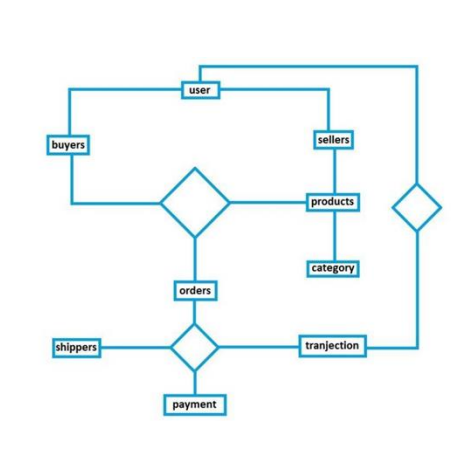 user
buyers
sellers
products
category
orders
shippers
tranjection
payment